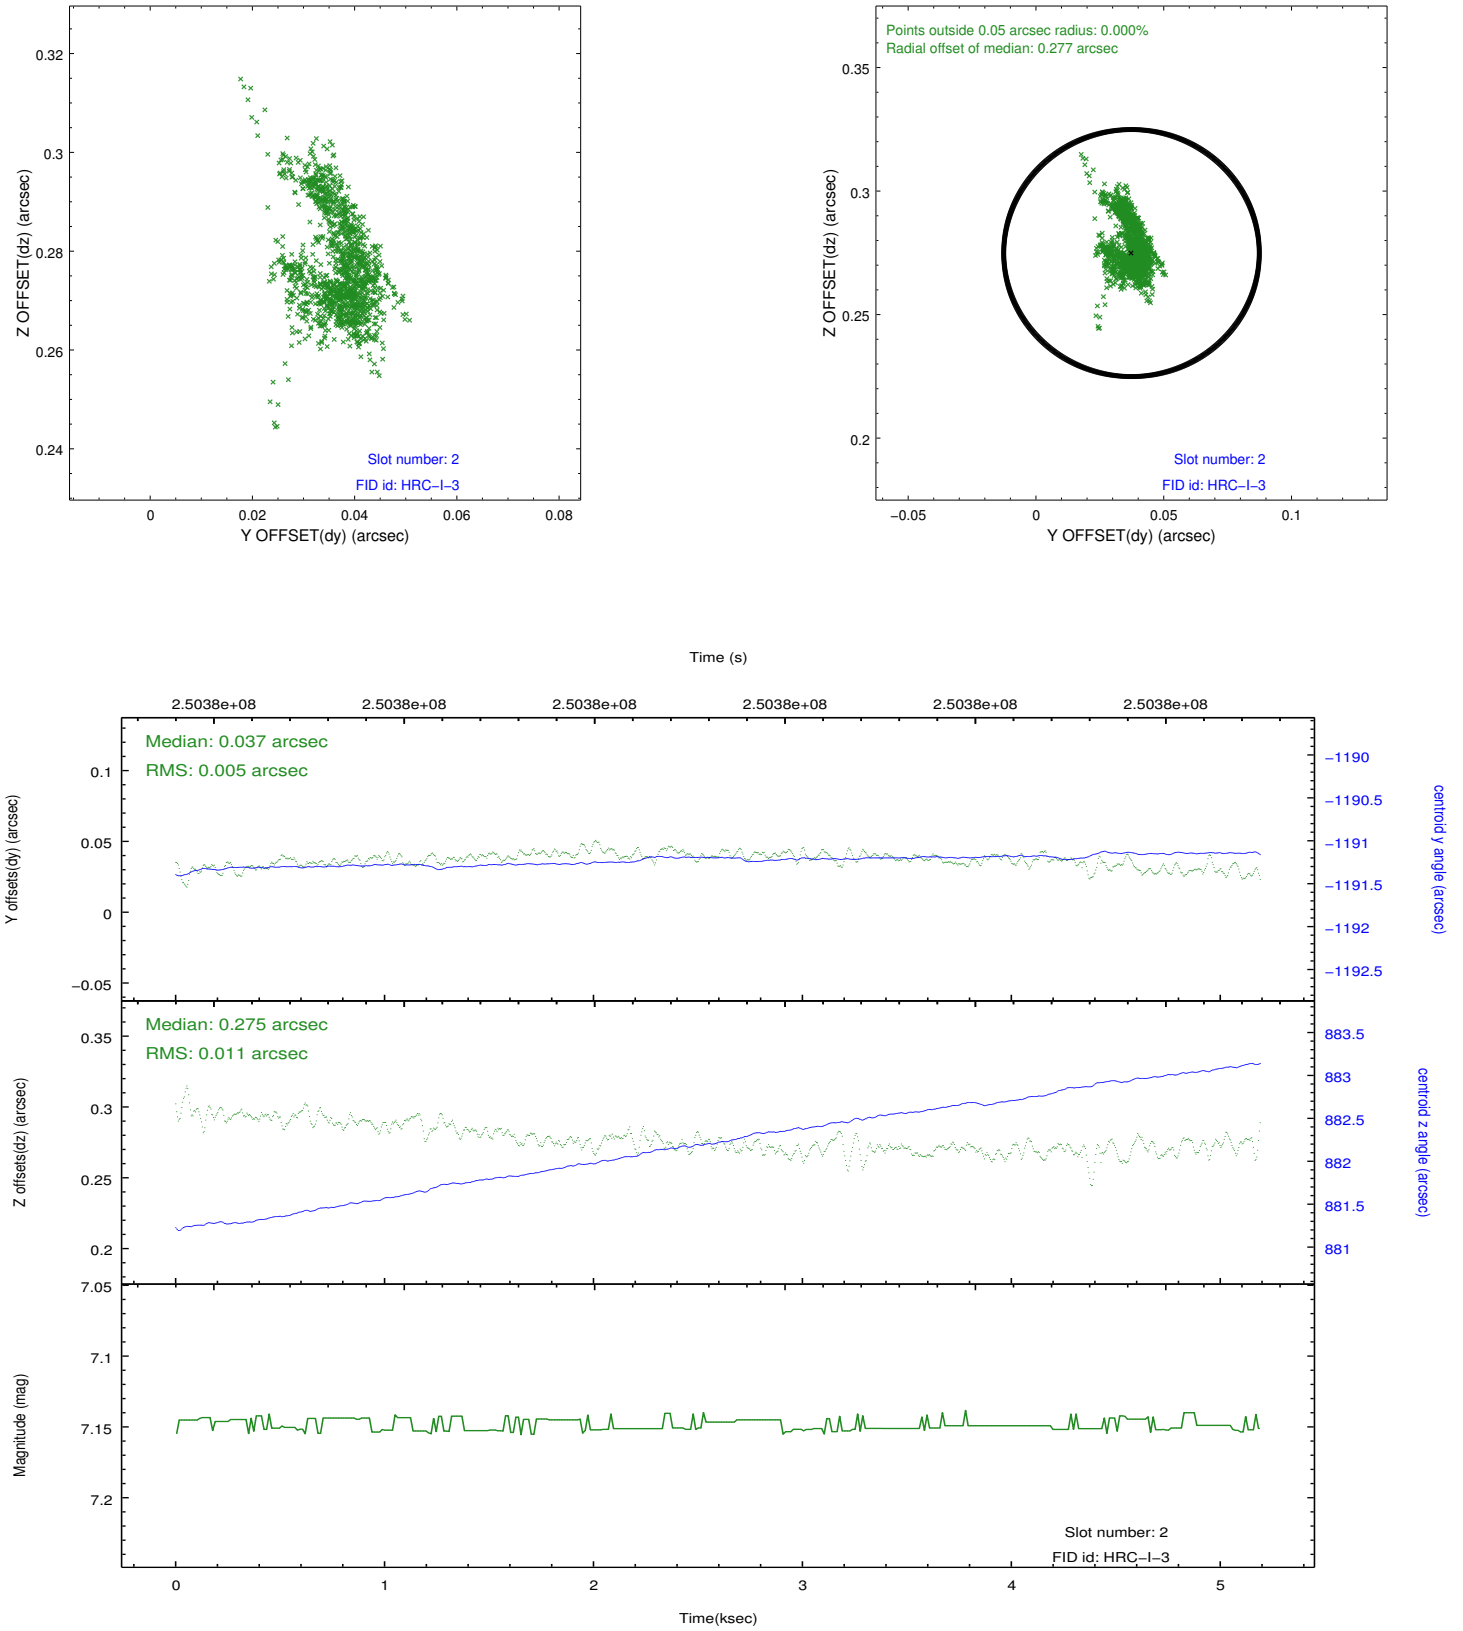 Points outside 0.05 arcsec radius: 0.000%
Radial offset of median: 0.277 arcsec
0.32
0.3
0.28
0.26
0.24
Z OFFSET(dz) (arcsec)
Slot number: 2
FID id: HRC−I−3
0 0.02 0.04 0.06 0.08
Y OFFSET(dy) (arcsec)
0.35
0.3
0.25
0.2
Z OFFSET(dz) (arcsec)
Slot number: 2
FID id: HRC−I−3
−0.05 0 0.05 0.1
Y OFFSET(dy) (arcsec)
Time (s)
2.5038e+08 2.5038e+08 2.5038e+08 2.5038e+08 2.5038e+08 2.5038e+08
Median: 0.037 arcsec
RMS: 0.005 arcsec
0.1
0.05
0
−0.05
Y offsets(dy) (arcsec)
−1190
−1190.5
−1191
−1191.5
−1192
−1192.5
centroid y angle (arcsec)
Median: 0.275 arcsec
RMS: 0.011 arcsec
0.35
0.3
0.25
0.2
Z offsets(dz) (arcsec)
883.5
883
882.5
882
881.5
881
centroid z angle (arcsec)
7.05
7.1
7.15
7.2
Magnitude (mag)
Slot number: 2
FID id: HRC−I−3
0 1 2 3 4 5
Time(ksec)